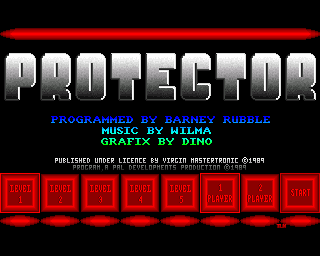 PROTECTOR
PROGRAMMED BY BARNEY RUBBLE
MUSIC BY WILMA
GRAFIX BY DINO
PUBLISHED UNDER LICENCE BY VIRGIN MASTERTRONIC ©1989
PROGRAM A PAL DEVELOPMENTS PRODUCTION ©1989
LEVEL 1
LEVEL 2
LEVEL 3
LEVEL 4
LEVEL 5
1 PLAYER
2 PLAYER
START